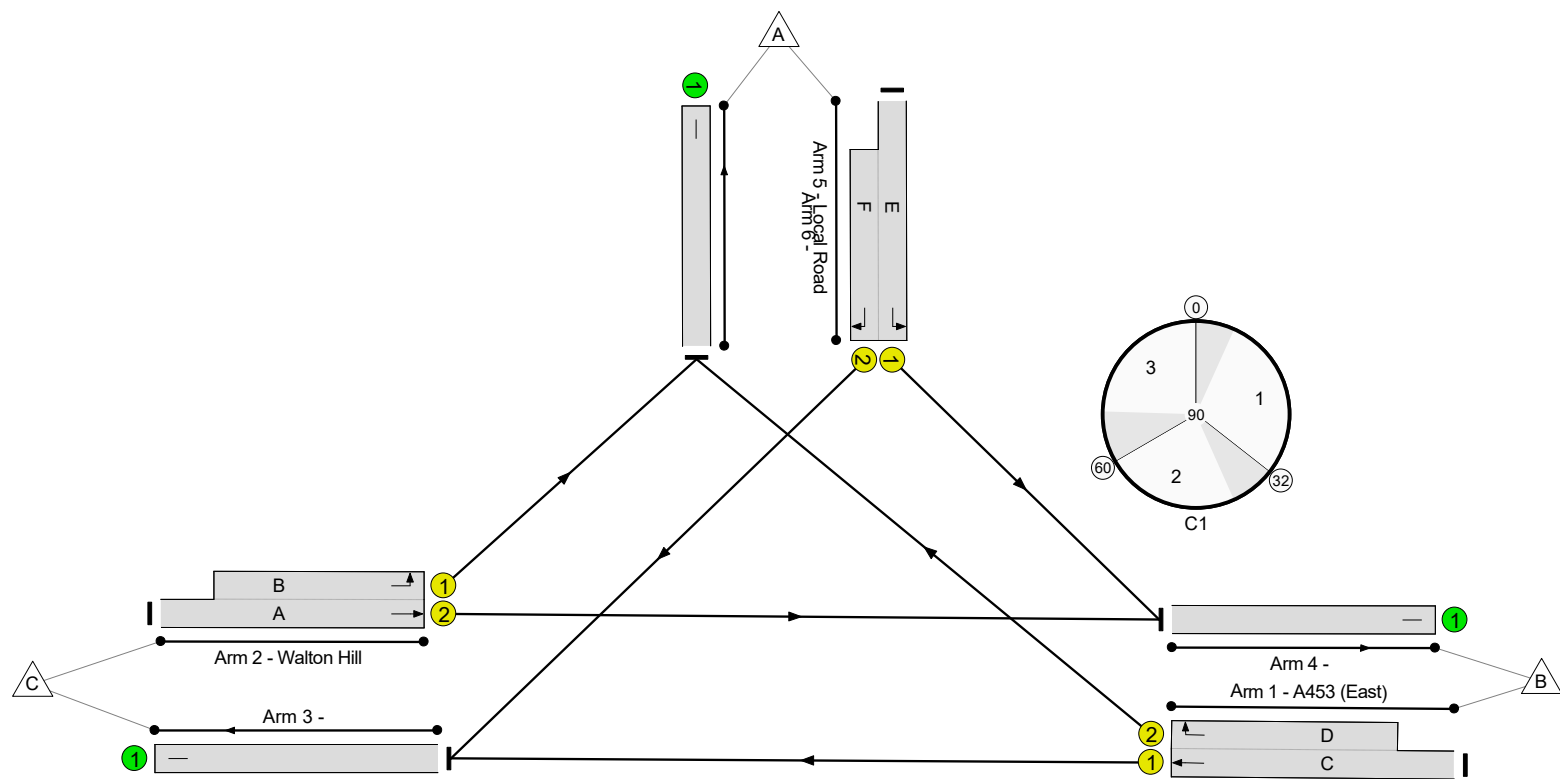 A
1
Arm 5 - Local Road
Arm 6 -
F
E
2
1
0
3
1
90
60
2
32
C1
B
1
A
2
Arm 2 - Walton Hill
C
Arm 3 -
1
1
Arm 4 -
Arm 1 - A453 (East)
B
2
D
1
C